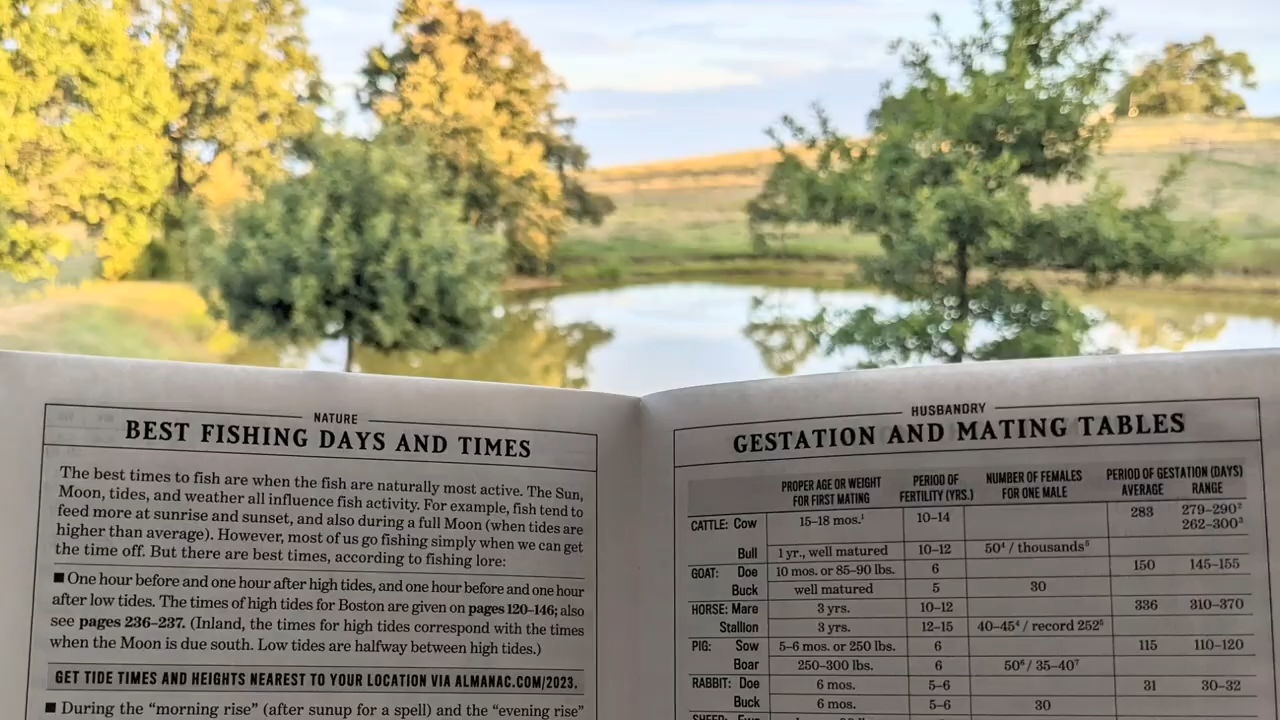 NATURE
BEST FISHING DAYS AND TIMES
The best times to fish are when the fish are naturally most active. The Sun,
Moon, tides, and weather all influence fish activity. For example, fish tend to
feed more at sunrise and sunset, and also during a full Moon (when tides are
higher than average). However, most of us go fishing simply when we can get
the time off. But there are best times, according to fishing lore:
■ One hour before and one hour after high tides, and one hour before and one hour
after low tides. The times of high tides for Boston are given on pages 120–146; also
see pages 236–237. (Inland, the times for high tides correspond with the times
when the Moon is due south. Low tides are halfway between high tides.)
GET TIDE TIMES AND HEIGHTS NEAREST TO YOUR LOCATION VIA ALMANAC.COM/2023.
■ During the “morning rise” (after sunup for a spell) and the “evening rise”
HUSBANDRY
GESTATION AND MATING TABLES
PROPER AGE OR WEIGHT PERIOD OF NUMBER OF FEMALES PERIOD OF GESTATION (DAYS)
FOR FIRST MATING FERTILITY (YRS.) FOR ONE MALE AVERAGE RANGE
CATTLE: Cow 15–18 mos.¹ 10–14 283 279–290²
262–300³
Bull 1 yr., well matured 10–12 50⁴ / thousands⁵
GOAT: Doe 10 mos. or 85–90 lbs. 6 150 145–155
Buck well matured 5 30
HORSE: Mare 3 yrs. 10–12 336 310–370
Stallion 3 yrs. 12–15 40–45⁴ / record 252⁵
PIG: Sow 5–6 mos. or 250 lbs. 6 115 110–120
Boar 250–300 lbs. 6 50⁶ / 35–40⁷
RABBIT: Doe 6 mos. 5–6 31 30–32
Buck 6 mos. 5–6 30
SHEEP: Ewe